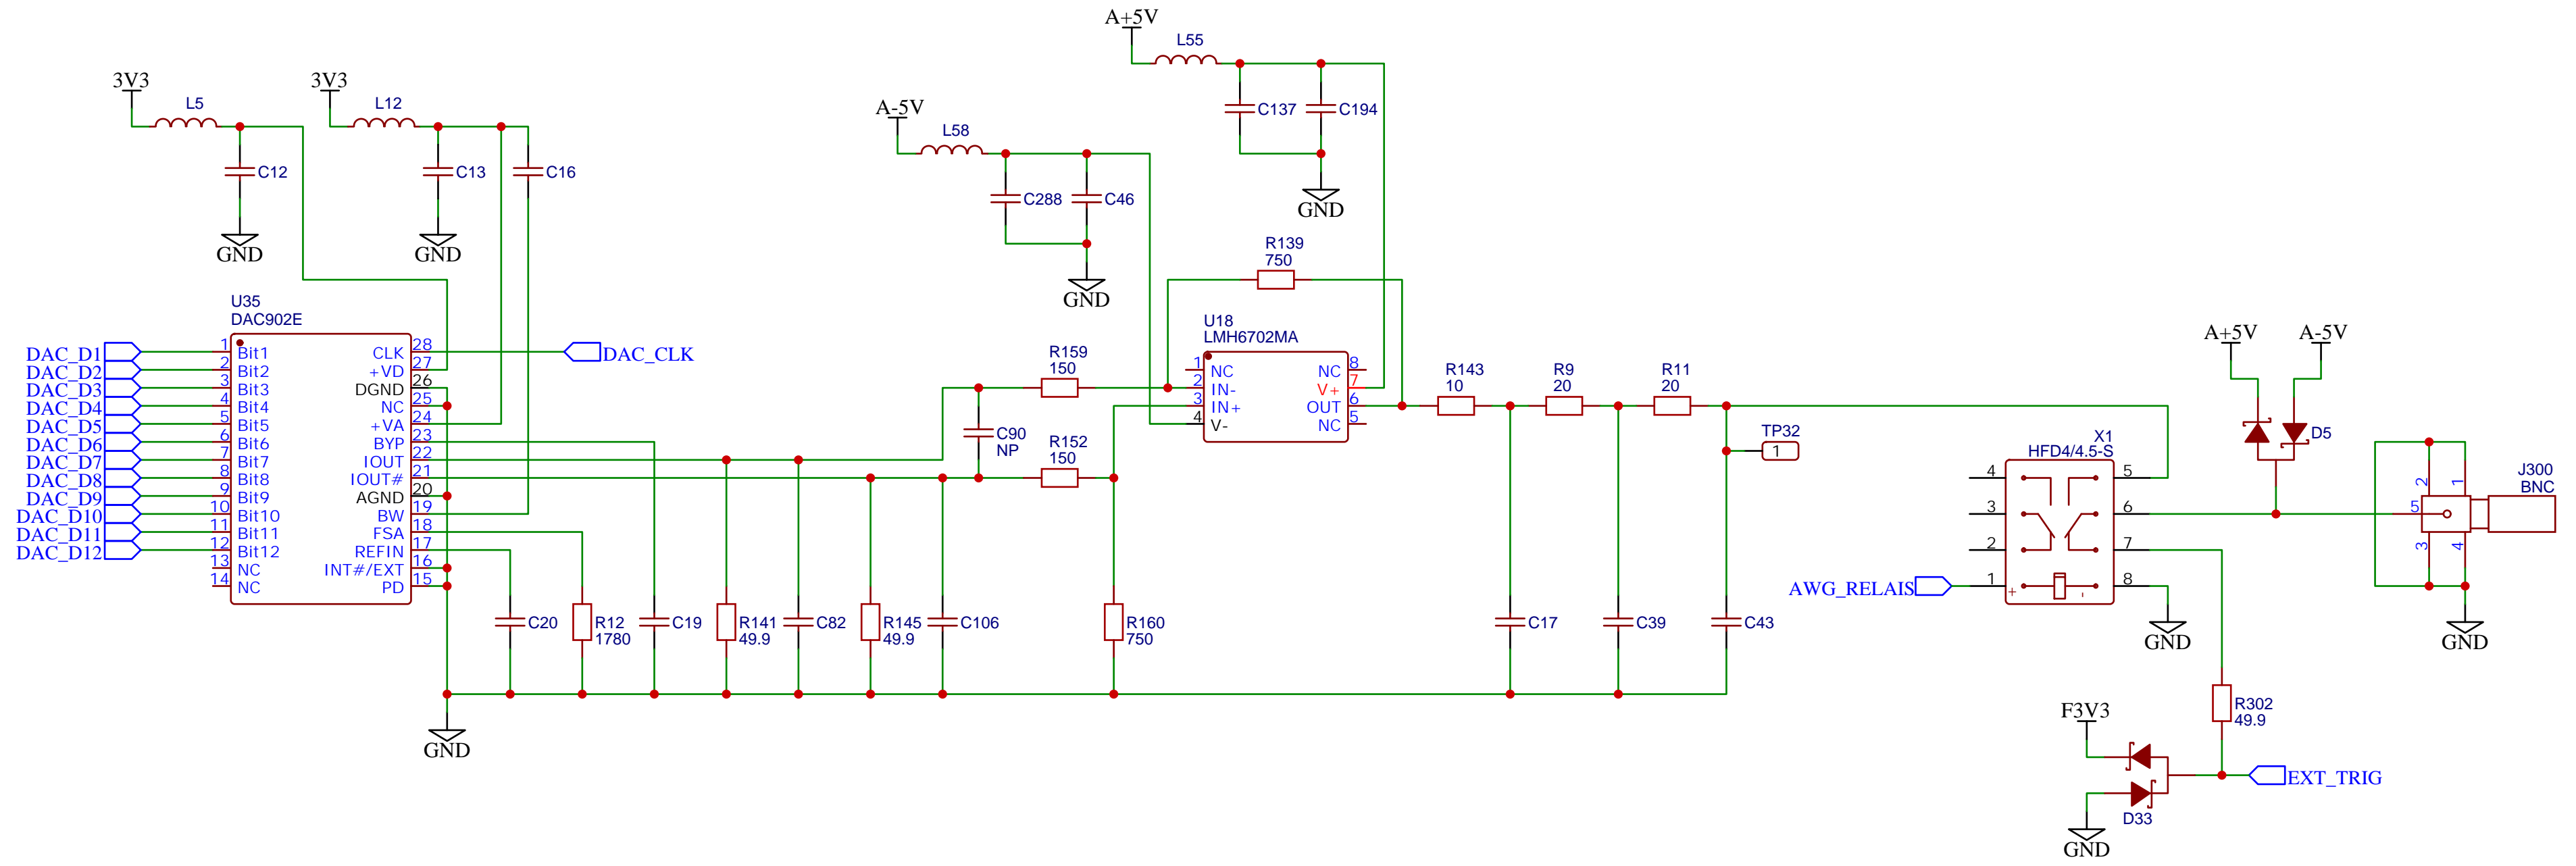 A+5V
L55
C137
C194
GND
3V3
L5
C12
GND
3V3
L12
C13
C16
GND
A-5V
L58
C288
C46
GND
R139
750
U35
DAC902E
DAC_D1
DAC_D2
DAC_D3
DAC_D4
DAC_D5
DAC_D6
DAC_D7
DAC_D8
DAC_D9
DAC_D10
DAC_D11
DAC_D12
1 Bit1
2 Bit2
3 Bit3
4 Bit4
5 Bit5
6 Bit6
7 Bit7
8 Bit8
9 Bit9
10 Bit10
11 Bit11
12 Bit12
13 NC
14 NC
CLK 28
+VD 27
DGND 26
NC 25
+VA 24
BYP 23
IOUT 22
IOUT# 21
AGND 20
BW 19
FSA 18
REFIN 17
INT#/EXT 16
PD 15
DAC_CLK
R159
150
C90
NP
R152
150
U18
LMH6702MA
1 NC
2 IN-
3 IN+
4 V-
NC 8
V+ 7
OUT 6
NC 5
R143
10
R9
20
R11
20
TP32
1
C20
R12
1780
C19
R141
49.9
C82
R145
49.9
C106
R160
750
C17
C39
C43
GND
A+5V
A-5V
D5
X1
HFD4/4.5-S
4
3
2
1
5
6
7
8
+
-
AWG_RELAIS
GND
J300
BNC
2
1
5
3
4
GND
R302
49.9
F3V3
D33
GND
EXT_TRIG